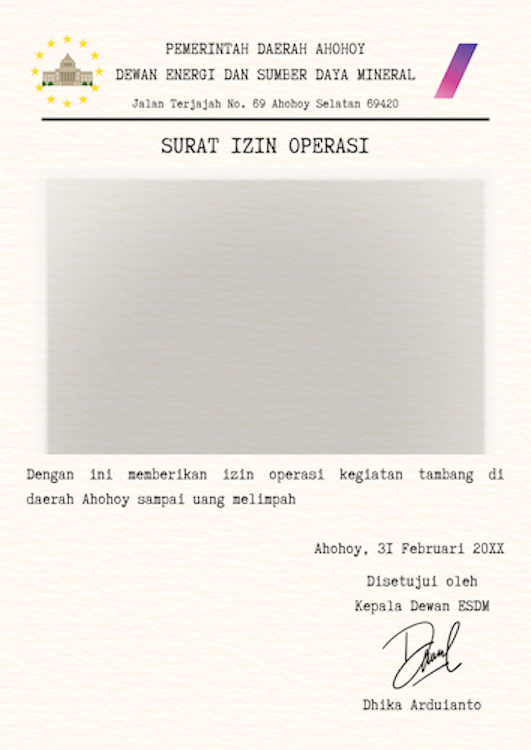 PEMERINTAH DAERAH AHOHOY
DEWAN ENERGI DAN SUMBER DAYA MINERAL
Jalan Terjajah No. 69 Ahohoy Selatan 69420
SURAT IZIN OPERASI
Dengan ini memberikan izin operasi kegiatan tambang di
daerah Ahohoy sampai uang melimpah
Ahohoy, 3I Februari 20XX
Disetujui oleh
Kepala Dewan ESDM
Dhika Arduianto